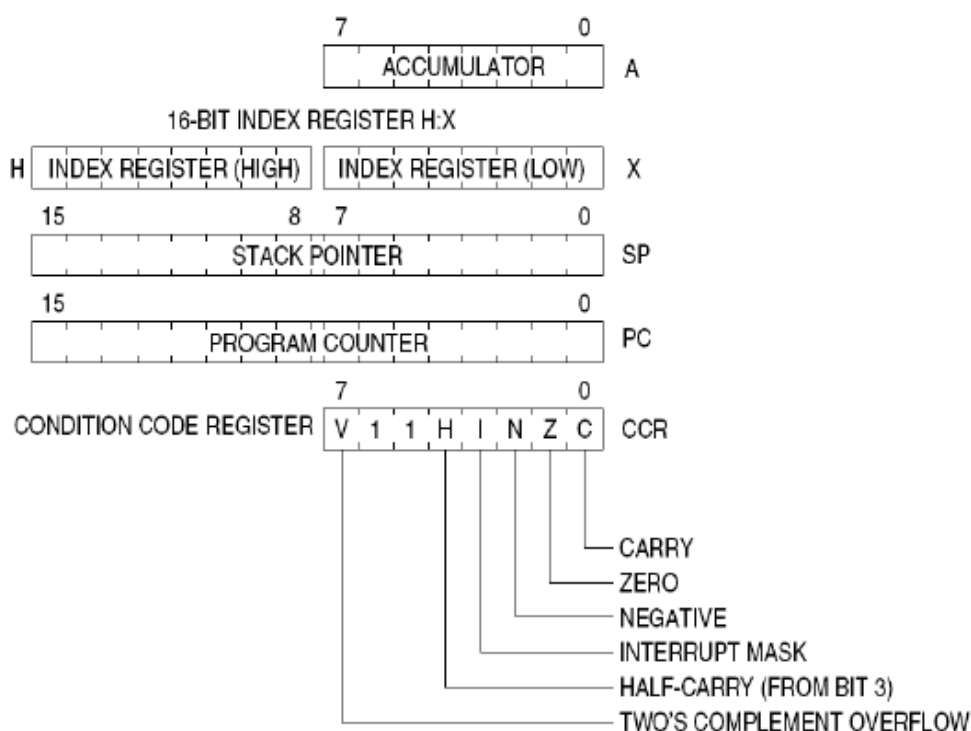 7 0
ACCUMULATOR A
16-BIT INDEX REGISTER H:X
H INDEX REGISTER (HIGH) INDEX REGISTER (LOW) X
15 8 7 0
STACK POINTER SP
15 0
PROGRAM COUNTER PC
7 0
CONDITION CODE REGISTER V 1 1 H I N Z C CCR
CARRY
ZERO
NEGATIVE
INTERRUPT MASK
HALF-CARRY (FROM BIT 3)
TWO'S COMPLEMENT OVERFLOW